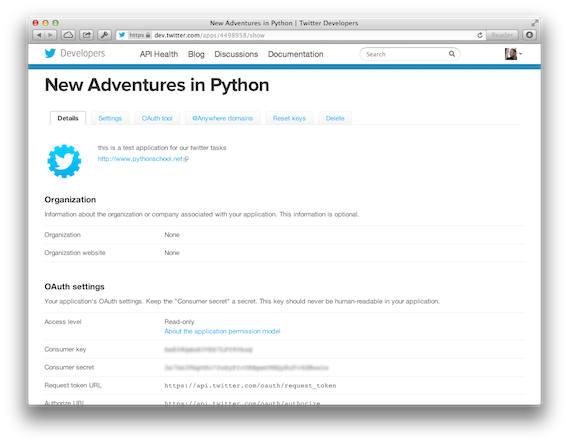 New Adventures in Python | Twitter Developers
https dev.twitter.com/apps/4498958/show Reader
Developers API Health Blog Discussions Documentation Search
New Adventures in Python
Details Settings OAuth tool @Anywhere domains Reset keys Delete
this is a test application for our twitter tasks
http://www.pythonschool.net
Organization
Information about the organization or company associated with your application. This information is optional.
Organization None
Organization website None
OAuth settings
Your application's OAuth settings. Keep the "Consumer secret" a secret. This key should never be human-readable in your application.
Access level Read-only
About the application permission model
Consumer key
Consumer secret
Request token URL https://api.twitter.com/oauth/request_token
Authorize URL https://api.twitter.com/oauth/authorize